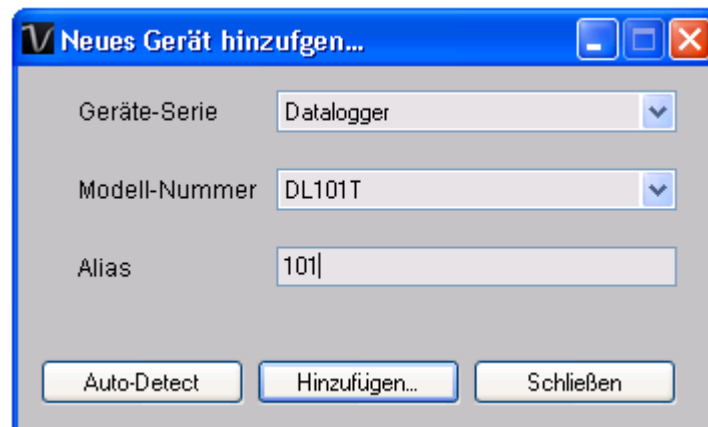 Neues Gerät hinzufgen...
Geräte-Serie Datalogger
Modell-Nummer DL101T
Alias 101
Auto-Detect Hinzufügen... Schließen